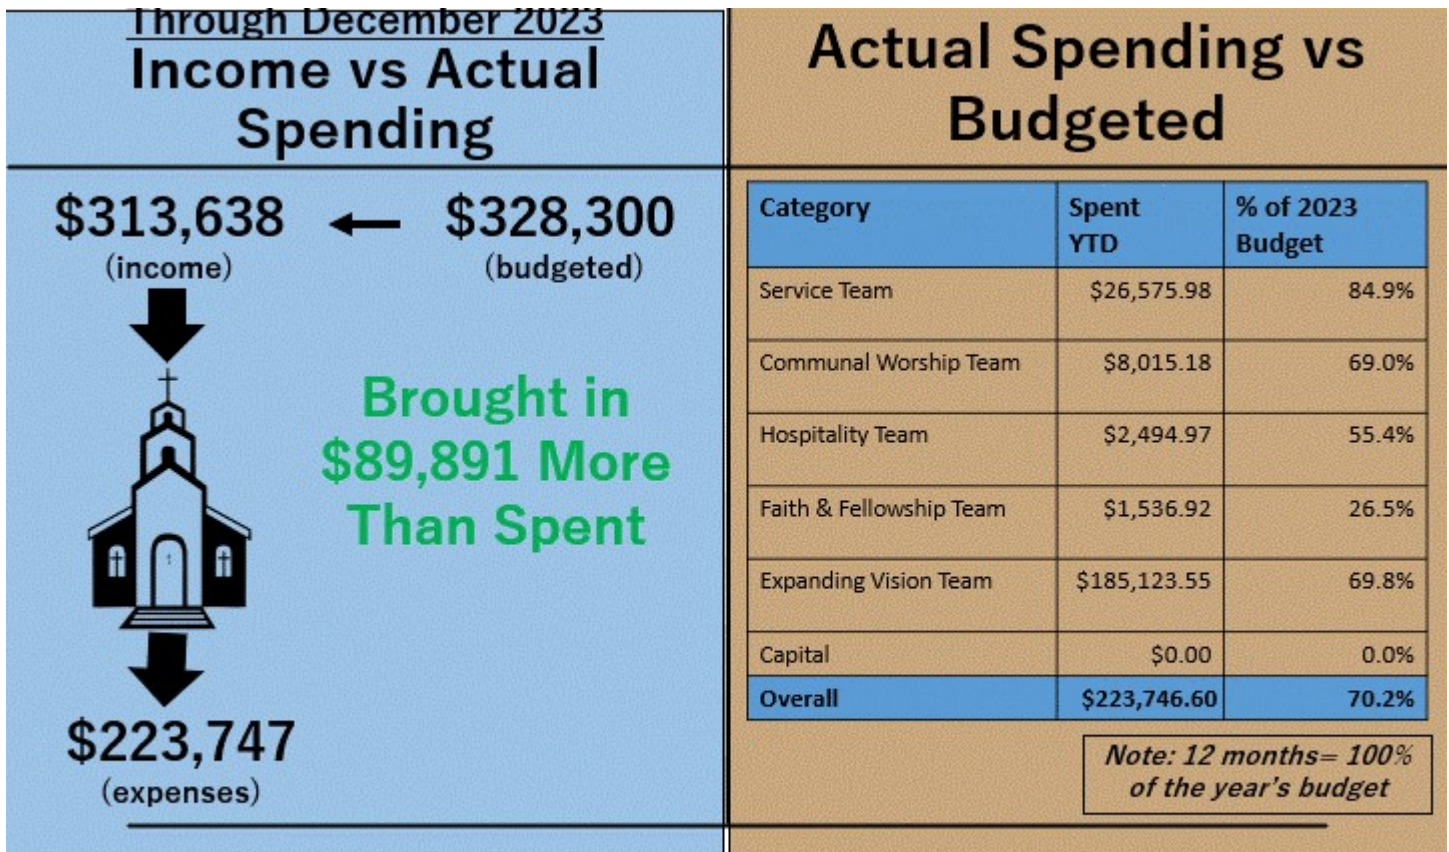 Through December 2023
Income vs Actual
Spending
$313,638
(income)
$328,300
(budgeted)
Brought in
$89,891 More
Than Spent
$223,747
(expenses)
Actual Spending vs
Budgeted
Category Spent YTD % of 2023 Budget
Service Team $26,575.98 84.9%
Communal Worship Team $8,015.18 69.0%
Hospitality Team $2,494.97 55.4%
Faith & Fellowship Team $1,536.92 26.5%
Expanding Vision Team $185,123.55 69.8%
Capital $0.00 0.0%
Overall $223,746.60 70.2%
Note: 12 months= 100%
of the year's budget